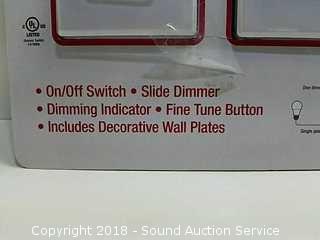 LISTED
• On/Off Switch • Slide Dimmer
• Dimming Indicator • Fine Tune Button
• Includes Decorative Wall Plates
Copyright 2018 - Sound Auction Service